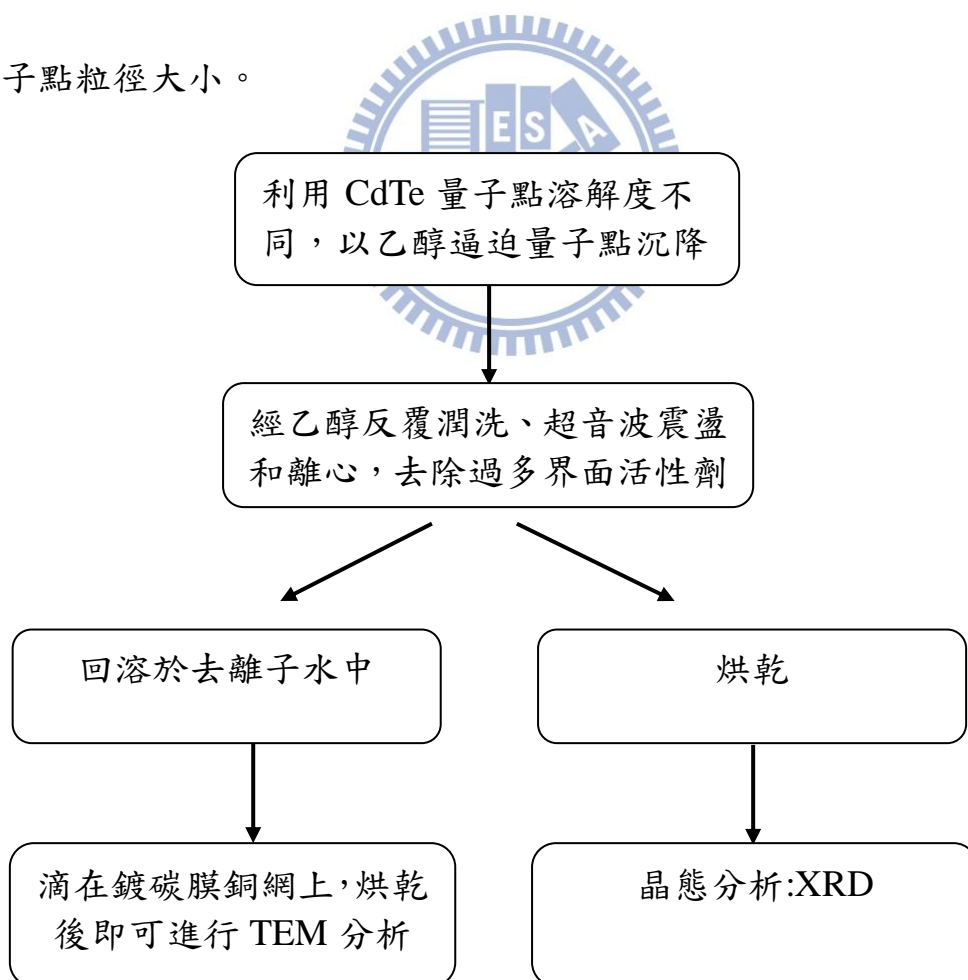 子點粒徑大小。
ES
A
利用 CdTe 量子點溶解度不
同，以乙醇逼迫量子點沉降
經乙醇反覆潤洗、超音波震盪
和離心，去除過多界面活性劑
回溶於去離子水中
烘乾
滴在鍍碳膜銅網上，烘乾
後即可進行 TEM 分析
晶態分析:XRD